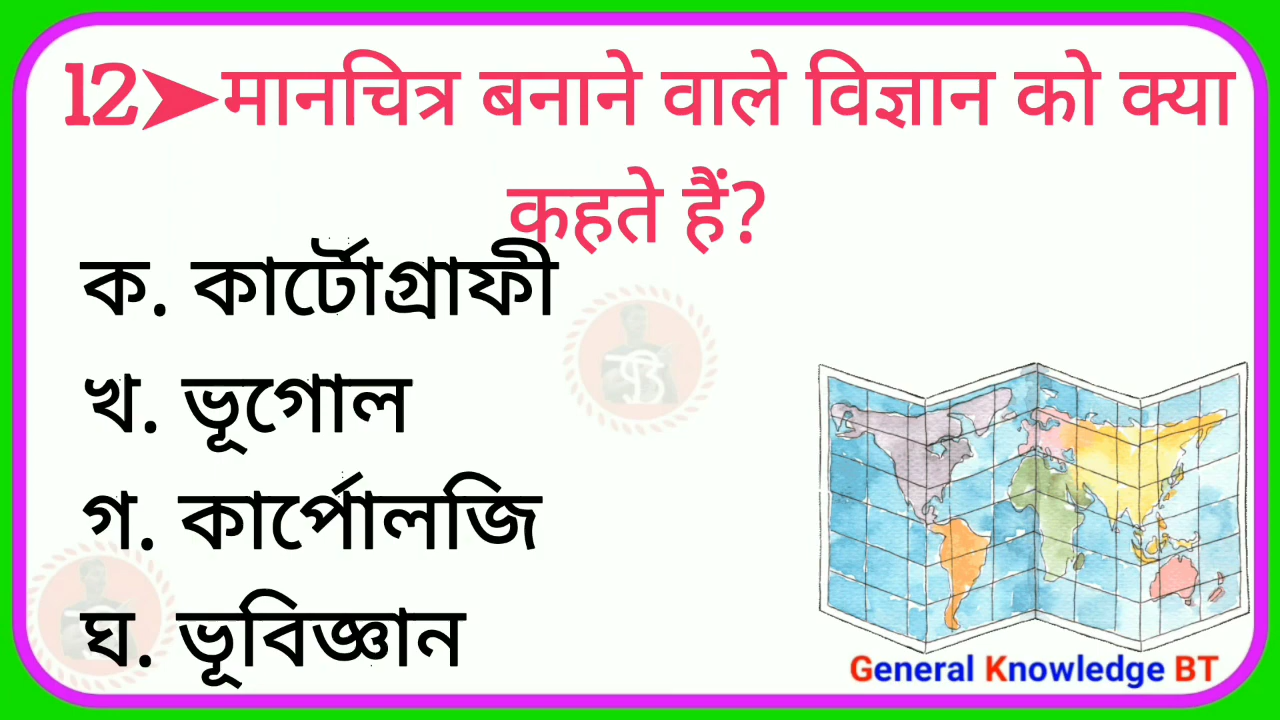 12➤मानचित्र बनाने वाले विज्ञान को क्या
कहते हैं?
ক. কার্টোগ্রাফী
খ. ভূগোল
গ. কার্পোলজি
ঘ. ভূবিজ্ঞান
General Knowledge BT